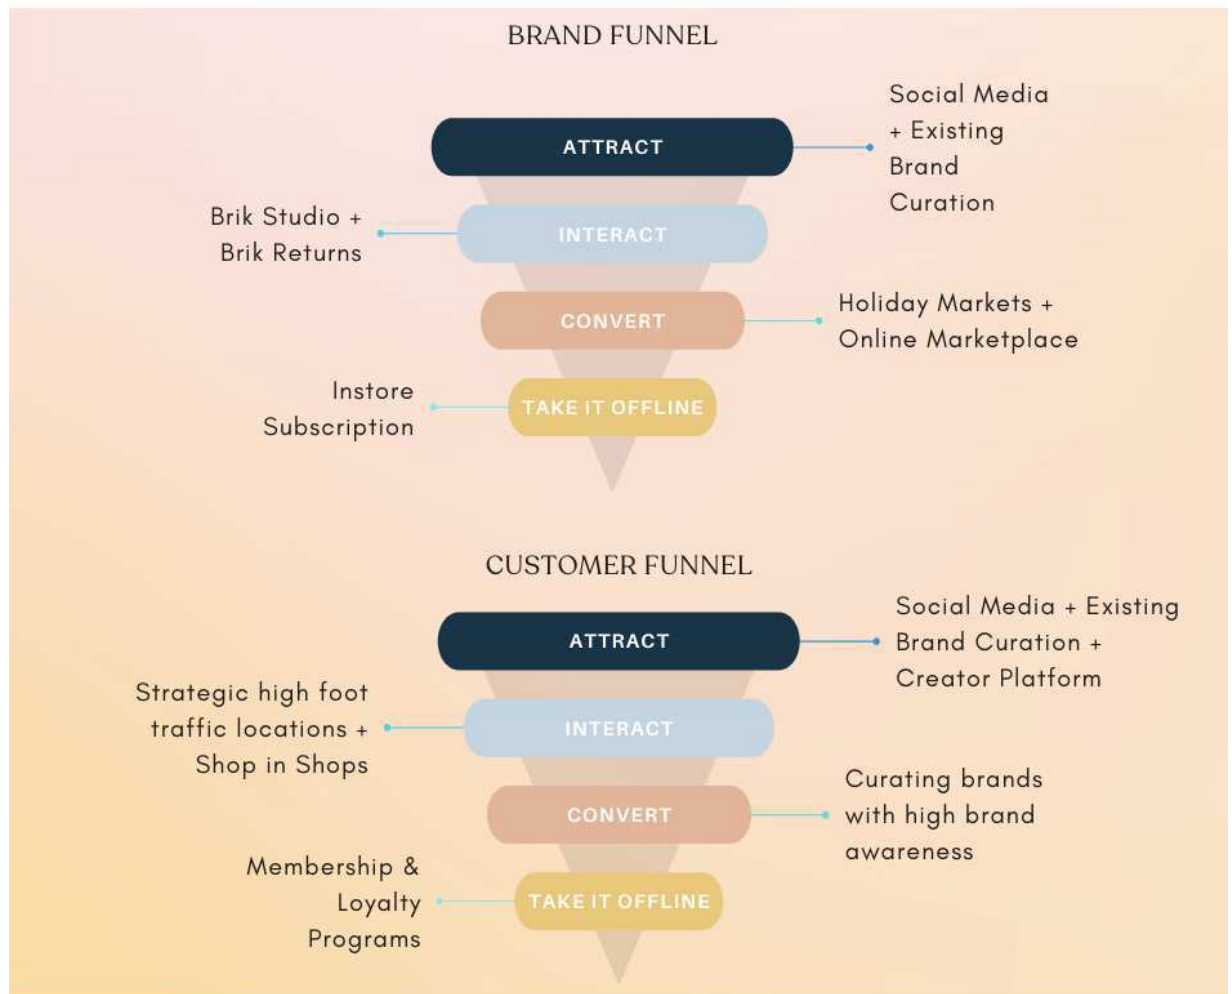 BRAND FUNNEL
ATTRACT
Social Media
+ Existing
Brand
Curation
Brik Studio +
Brik Returns
INTERACT
CONVERT
Holiday Markets +
Online Marketplace
Instore
Subscription
TAKE IT OFFLINE
CUSTOMER FUNNEL
ATTRACT
Social Media + Existing
Brand Curation +
Creator Platform
Strategic high foot
traffic locations +
Shop in Shops
INTERACT
CONVERT
Curating brands
with high brand
awareness
Membership &
Loyalty
Programs
TAKE IT OFFLINE